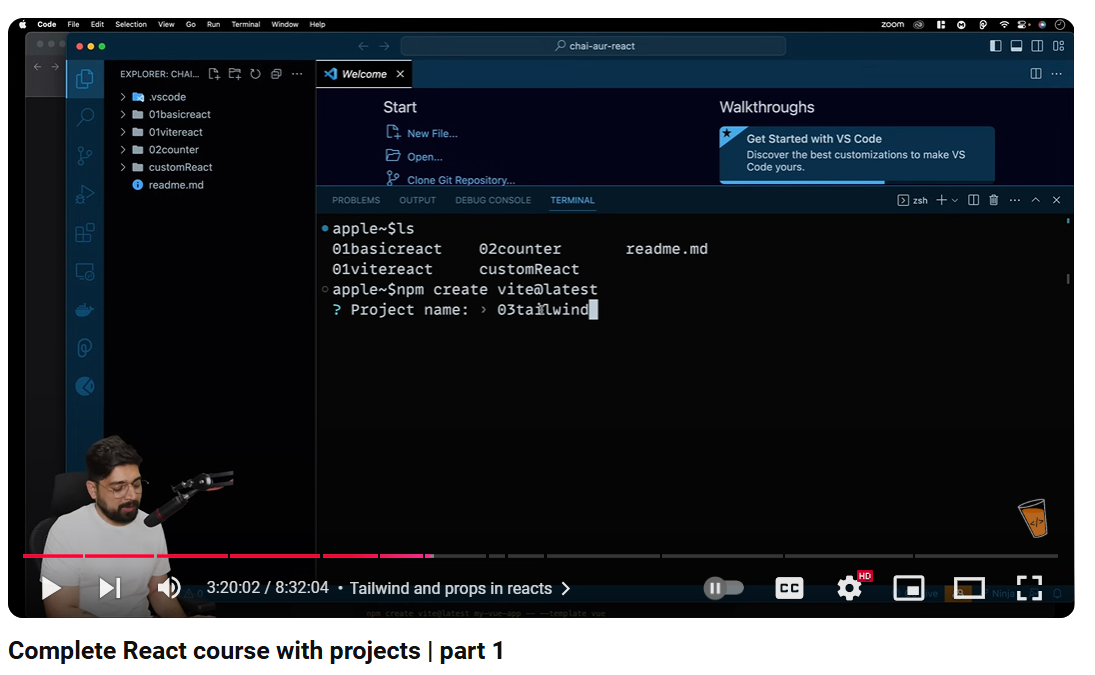 Code File Edit Selection View Go Run Terminal Window Help zoom
chai-aur-react
EXPLORER: CHAI...
Welcome
.vscode
01basicreact
01vitereact
02counter
customReact
readme.md
Start
New File...
Open...
Clone Git Repository...
Walkthroughs
Get Started with VS Code
Discover the best customizations to make VS
Code yours.
PROBLEMS OUTPUT DEBUG CONSOLE TERMINAL zsh
apple~$ls
01basicreact 02counter readme.md
01vitereact customReact
apple~$npm create vite@latest
? Project name: › 03tailwind
</>
3:20:02 / 8:32:04 • Tailwind and props in reacts
CC
HD
npm create vite@latest my-vue-app -- --template vue
Complete React course with projects | part 1